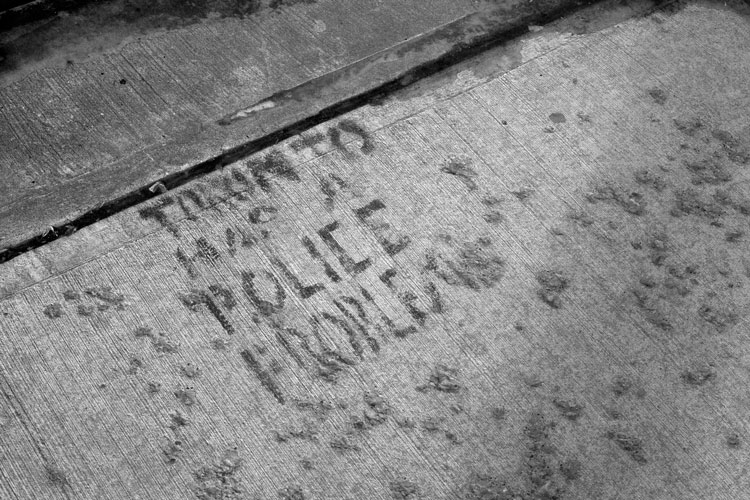 TORONTO
HAS A
POLICE
PROBLEM